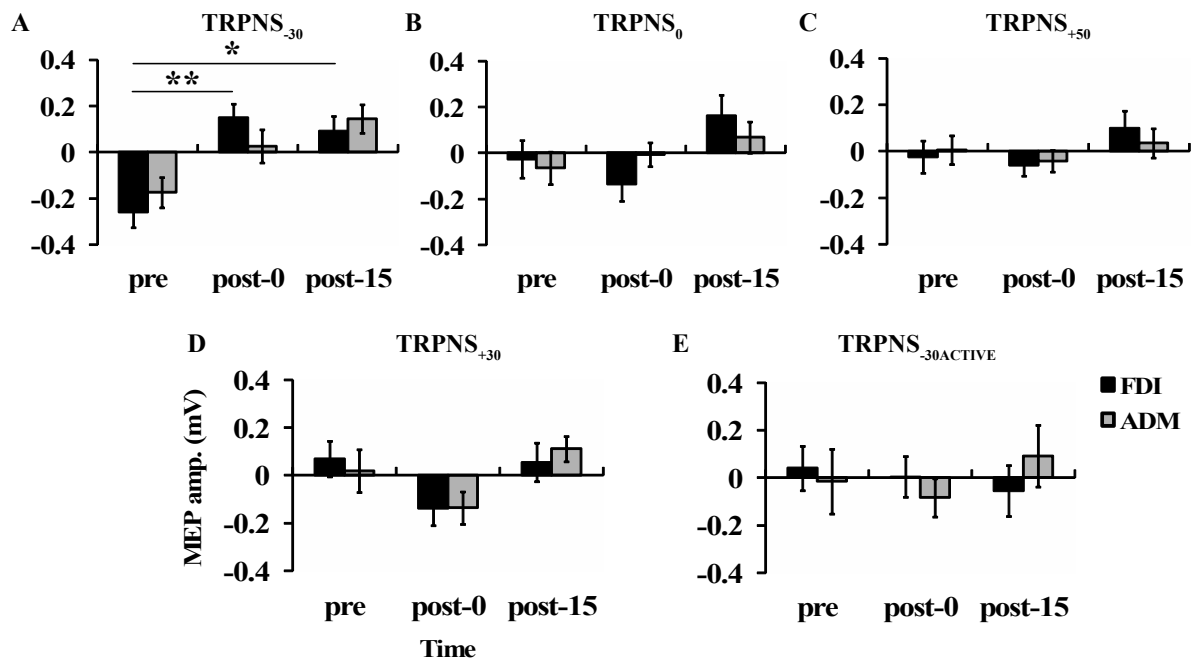 A TRPNS-30
0.4
0.2
0
-0.2
-0.4
** *
pre post-0 post-15
B TRPNS0
0.4
0.2
0
-0.2
-0.4
pre post-0 post-15
C TRPNS+50
0.4
0.2
0
-0.2
-0.4
pre post-0 post-15
D TRPNS+30
MEP amp. (mV)
0.4
0.2
0
-0.2
-0.4
pre post-0 post-15
Time
E TRPNS-30ACTIVE
0.4
0.2
0
-0.2
-0.4
pre post-0 post-15
FDI
ADM